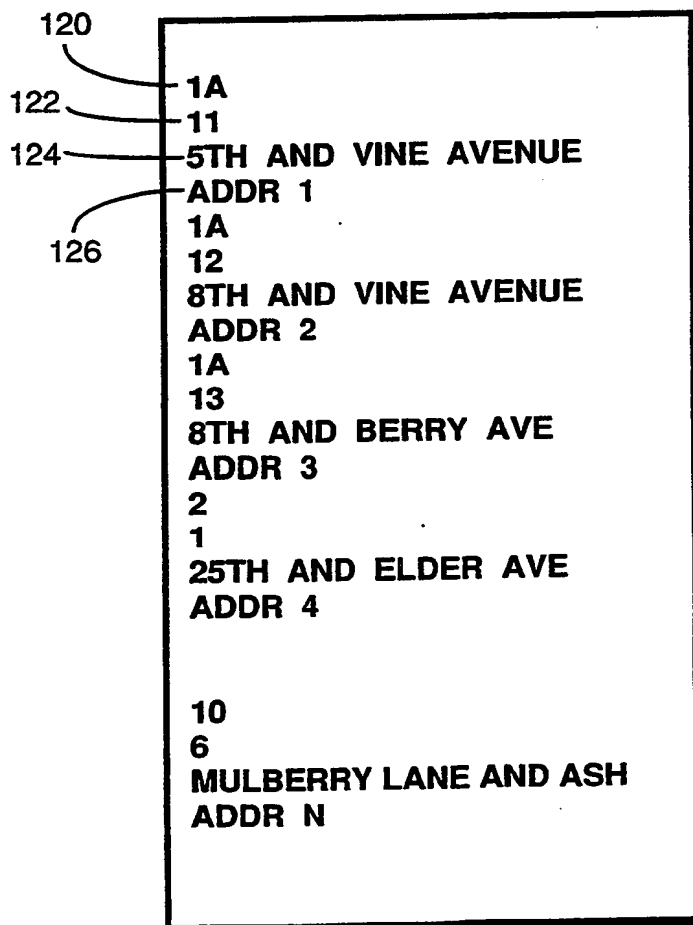 120
1A
122
11
124
5TH AND VINE AVENUE
126
ADDR 1
1A
12
8TH AND VINE AVENUE
ADDR 2
1A
13
8TH AND BERRY AVE
ADDR 3
2
1
25TH AND ELDER AVE
ADDR 4
10
6
MULBERRY LANE AND ASH
ADDR N